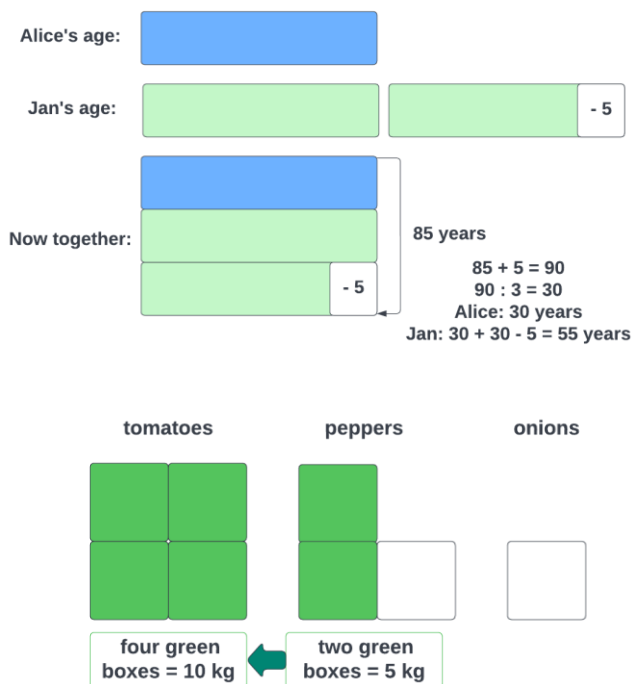 Alice's age:
Jan's age:
- 5
Now together:
- 5
85 years
85 + 5 = 90
90 : 3 = 30
Alice: 30 years
Jan: 30 + 30 - 5 = 55 years
tomatoes
peppers
onions
four green
boxes = 10 kg
two green
boxes = 5 kg